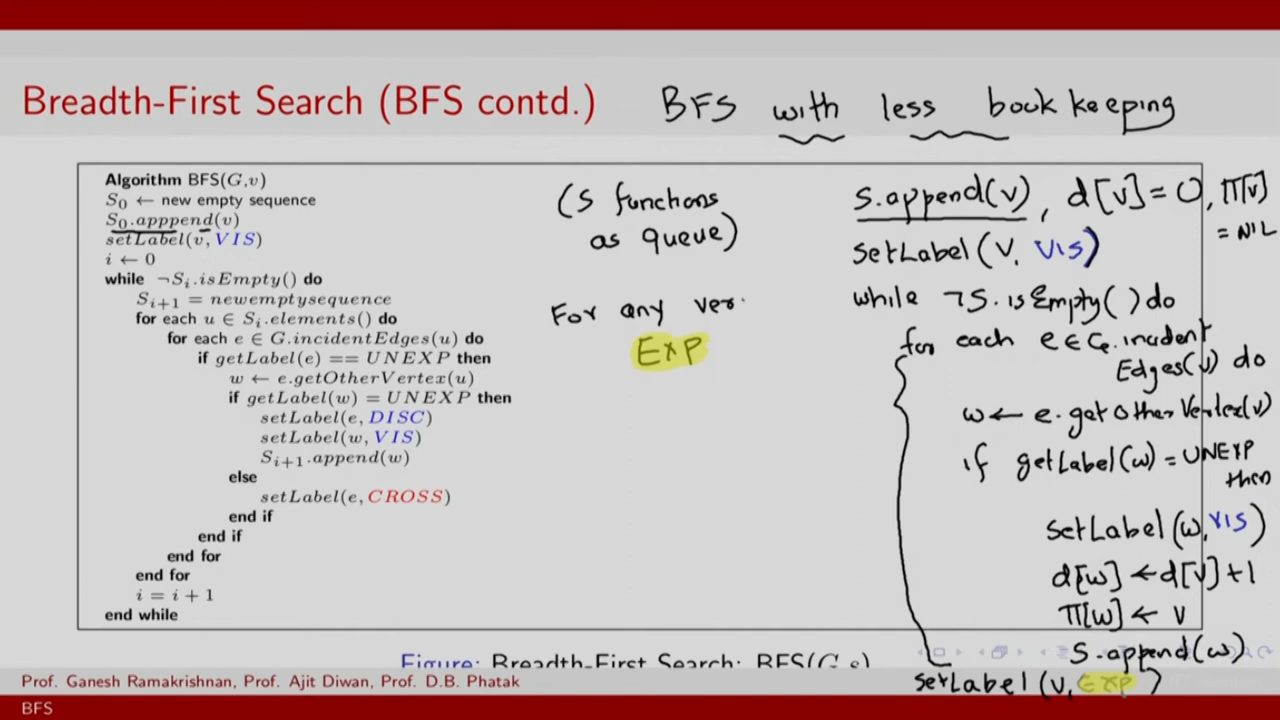 Breadth-First Search (BFS contd.) BFS with less book keeping
Algorithm BFS(G,v)
S0 ← new empty sequence
S0.apppend(v)
setLabel(v,VIS)
i ← 0
while ¬Si.isEmpty() do
Si+1 = newemptysequence
for each u ∈ Si.elements() do
for each e ∈ G.incidentEdges(u) do
if getLabel(e) == UNEXP then
w ← e.getOtherVertex(u)
if getLabel(w) = UNEXP then
setLabel(e, DISC)
setLabel(w, VIS)
Si+1.append(w)
else
setLabel(e, CROSS)
end if
end if
end for
end for
i = i + 1
end while
(S functions
as queue)
For any ver
EXP
S.append(v), d[v]=0, Π[v]
= NIL
SetLabel(v, VIS)
while ¬S.isEmpty() do
for each e∈G.incident
Edges(v) do
w← e.getOtherVertex(v)
if getLabel(w) = UNEXP
then
SetLabel(w, VIS)
d[w] ← d[v]+1
Π[w] ← v
S.append(w)
SetLabel(v, EXP)
Figure: Breadth-First Search: BFS(G,s)
Prof. Ganesh Ramakrishnan, Prof. Ajit Diwan, Prof. D.B. Phatak
BFS